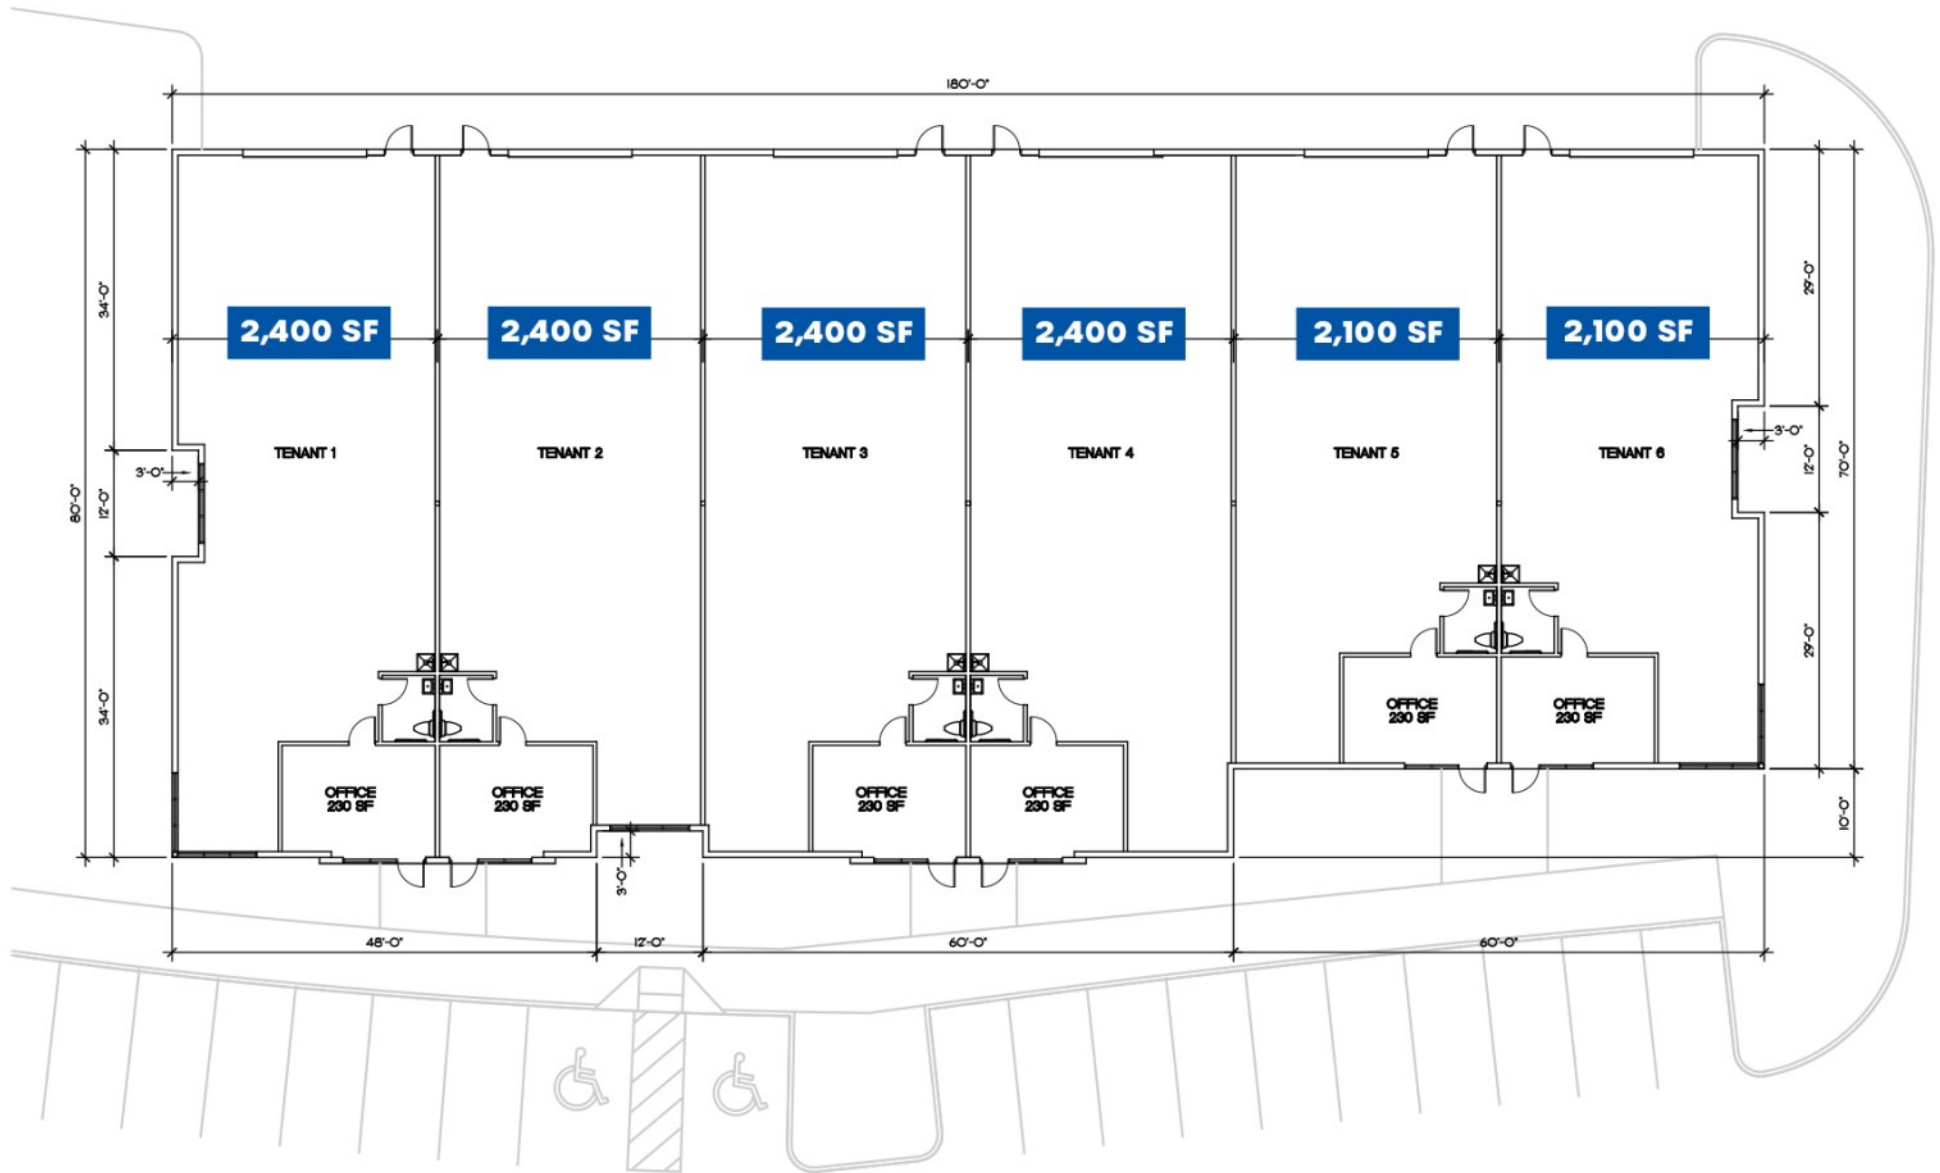 180'-0"
2,400 SF
2,400 SF
2,400 SF
2,400 SF
2,100 SF
2,100 SF
34'-0"
29'-0"
TENANT 1
TENANT 2
TENANT 3
TENANT 4
TENANT 5
TENANT 6
3'-0"
3'-0"
80'-0"
12'-0"
12'-0"
70'-0"
34'-0"
29'-0"
OFFICE
230 SF
OFFICE
230 SF
OFFICE
230 SF
OFFICE
230 SF
OFFICE
230 SF
OFFICE
230 SF
10'-0"
3'-0"
48'-0"
12'-0"
60'-0"
60'-0"